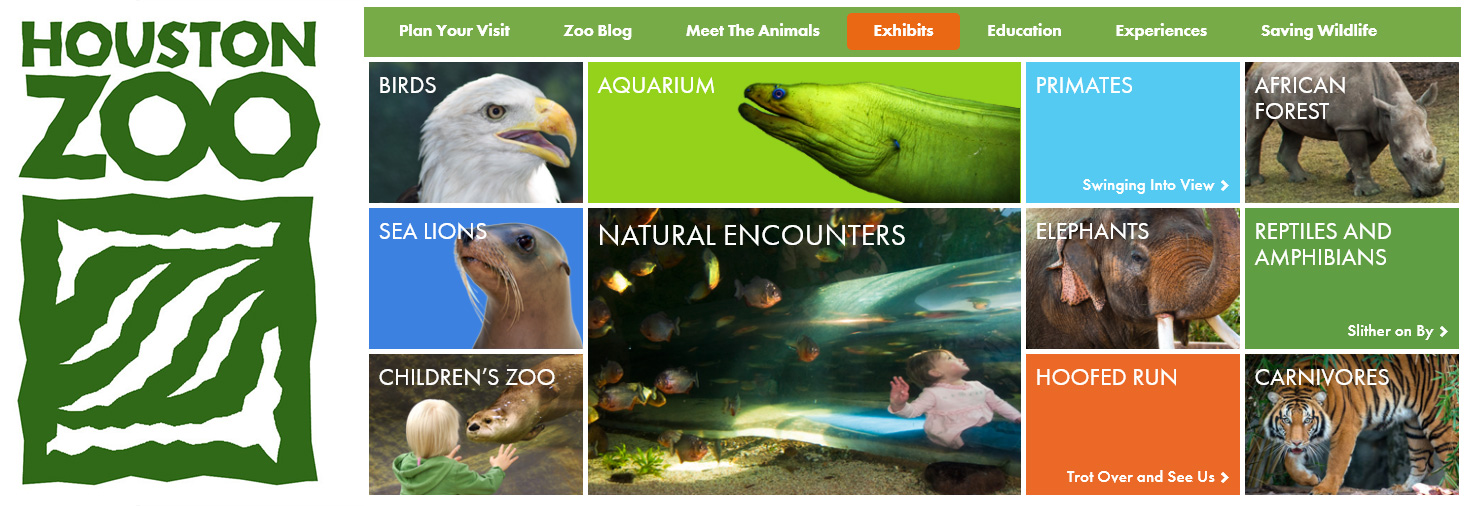 HOUSTON
ZOO
Plan Your Visit Zoo Blog Meet The Animals Exhibits Education Experiences Saving Wildlife
BIRDS
AQUARIUM
PRIMATES
Swinging Into View
AFRICAN
FOREST
SEA LIONS
NATURAL ENCOUNTERS
ELEPHANTS
REPTILES AND
AMPHIBIANS
Slither on By
CHILDREN'S ZOO
HOOFED RUN
Trot Over and See Us
CARNIVORES